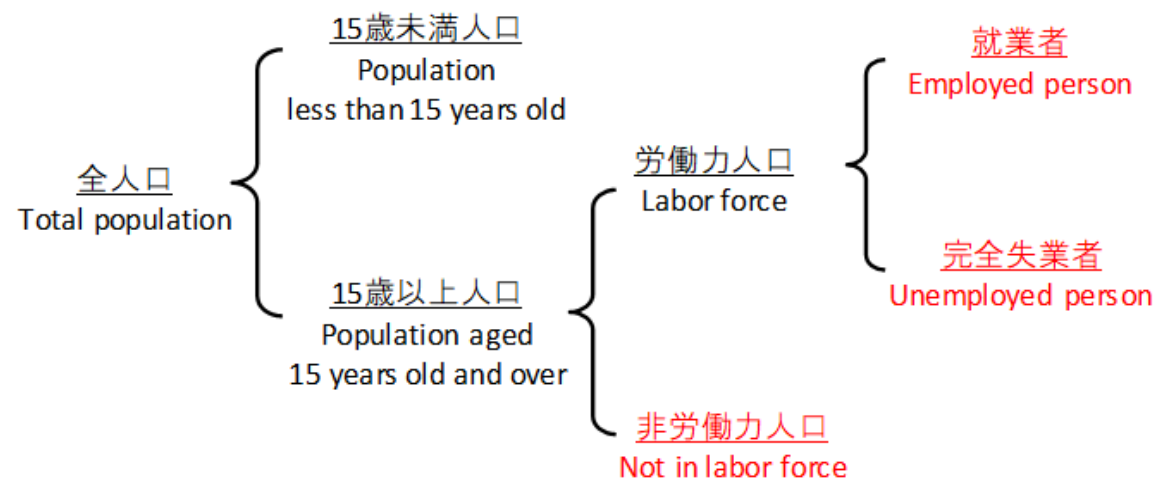 全人口
Total population
15歳未満人口
Population
less than 15 years old
15歳以上人口
Population aged
15 years old and over
労働力人口
Labor force
非労働力人口
Not in labor force
就業者
Employed person
完全失業者
Unemployed person